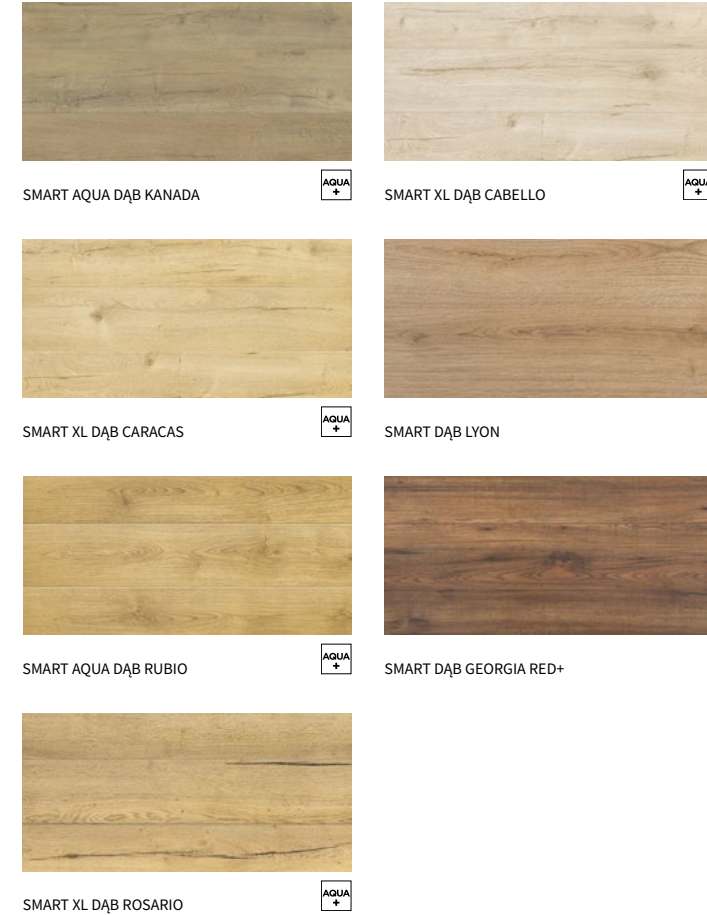 SMART AQUA DĄB KANADA
AQUA
+
SMART XL DĄB CABELLO
AQUA
+
SMART XL DĄB CARACAS
AQUA
+
SMART DĄB LYON
SMART AQUA DĄB RUBIO
AQUA
+
SMART DĄB GEORGIA RED+
SMART XL DĄB ROSARIO
AQUA
+